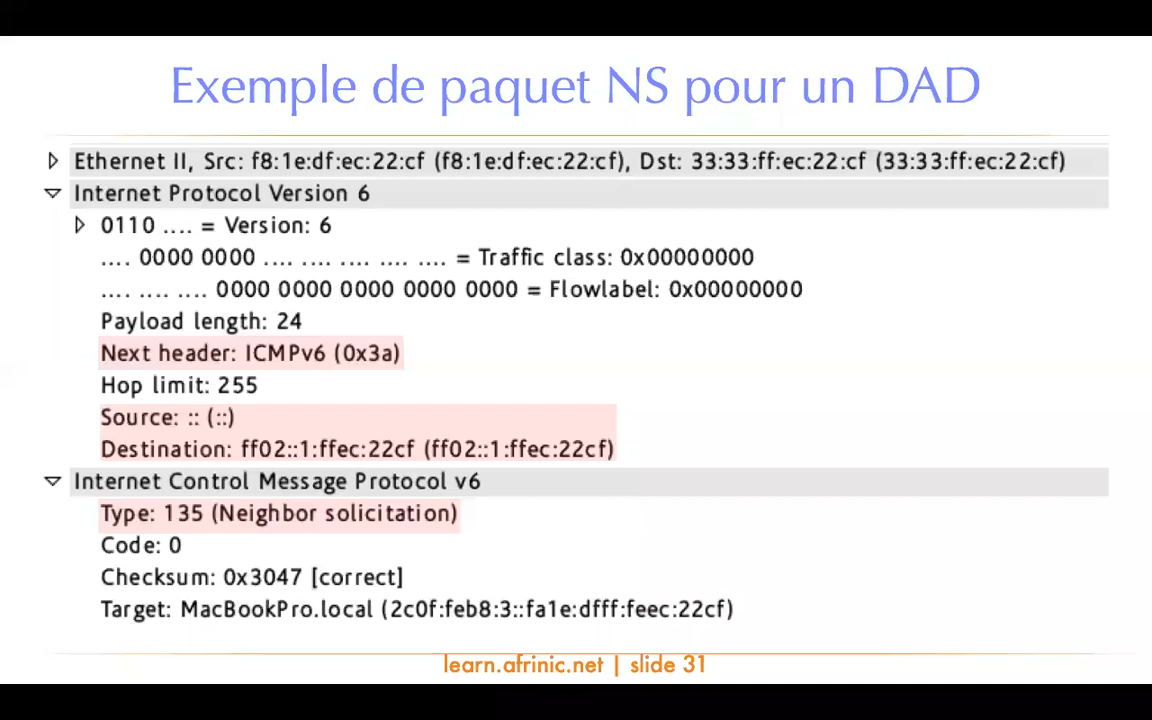 Exemple de paquet NS pour un DAD
Ethernet II, Src: f8:1e:df:ec:22:cf (f8:1e:df:ec:22:cf), Dst: 33:33:ff:ec:22:cf (33:33:ff:ec:22:cf)
Internet Protocol Version 6
0110 .... = Version: 6
.... 0000 0000 .... .... .... .... .... = Traffic class: 0x00000000
.... .... .... 0000 0000 0000 0000 0000 = Flowlabel: 0x00000000
Payload length: 24
Next header: ICMPv6 (0x3a)
Hop limit: 255
Source: :: (::)
Destination: ff02::1:ffec:22cf (ff02::1:ffec:22cf)
Internet Control Message Protocol v6
Type: 135 (Neighbor solicitation)
Code: 0
Checksum: 0x3047 [correct]
Target: MacBookPro.local (2c0f:feb8:3::fa1e:dfff:feec:22cf)
learn.afrinic.net | slide 31